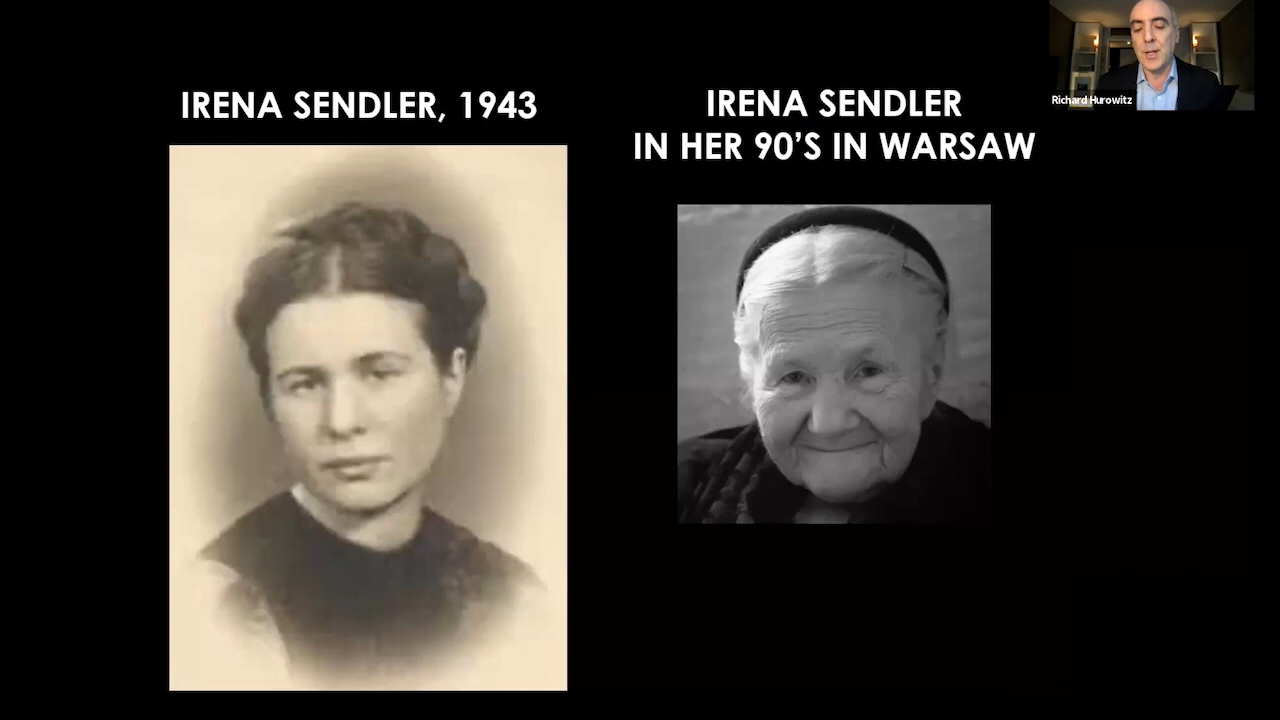 IRENA SENDLER, 1943
IRENA SENDLER
IN HER 90’S IN WARSAW
Richard Hurowitz